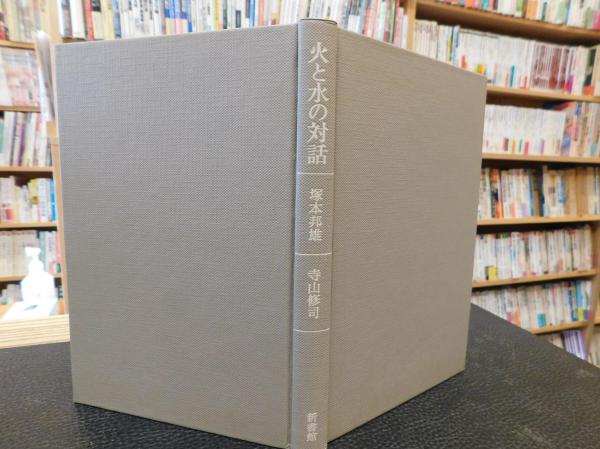 火と水の対話
塚本邦雄
寺山修司
新書館